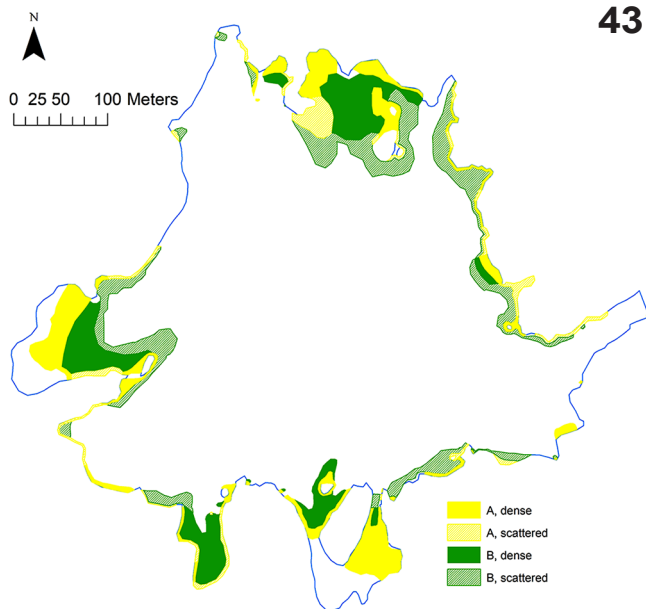 43
N
0 25 50 100 Meters
A, dense
A, scattered
B, dense
B, scattered